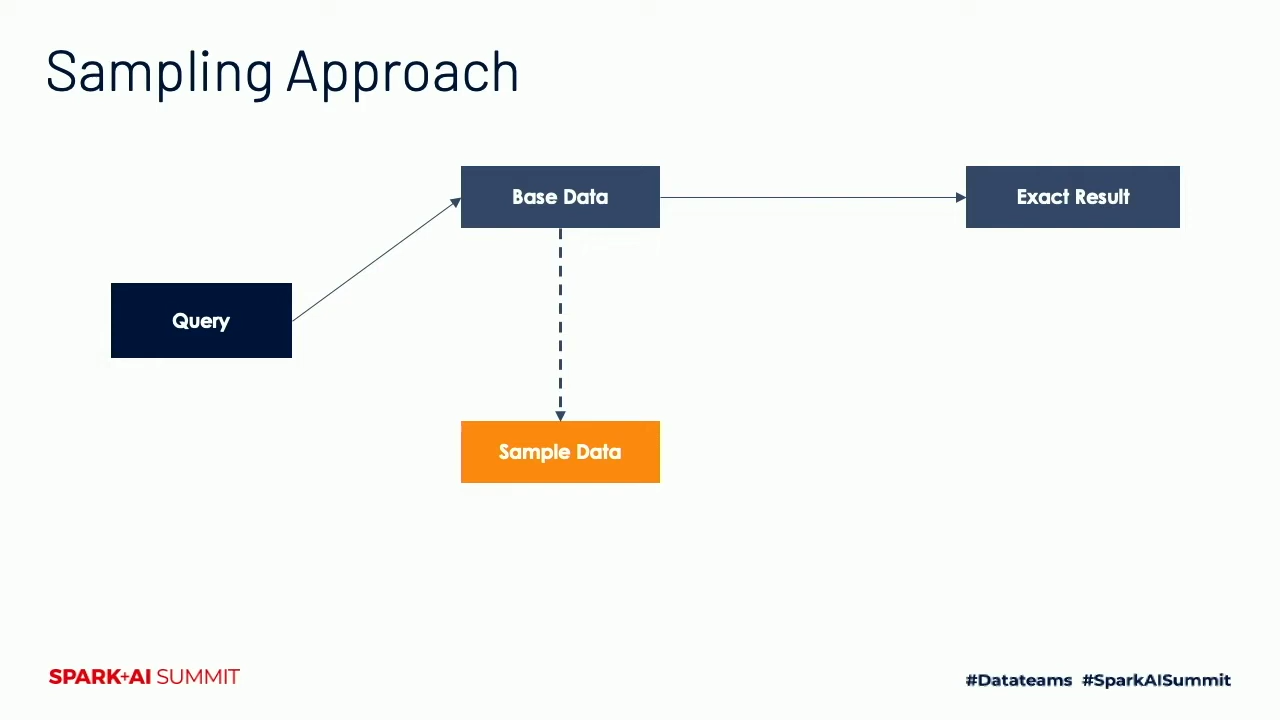 Sampling Approach
Base Data
Exact Result
Query
Sample Data
SPARK+AI SUMMIT
#Datateams #SparkAISummit